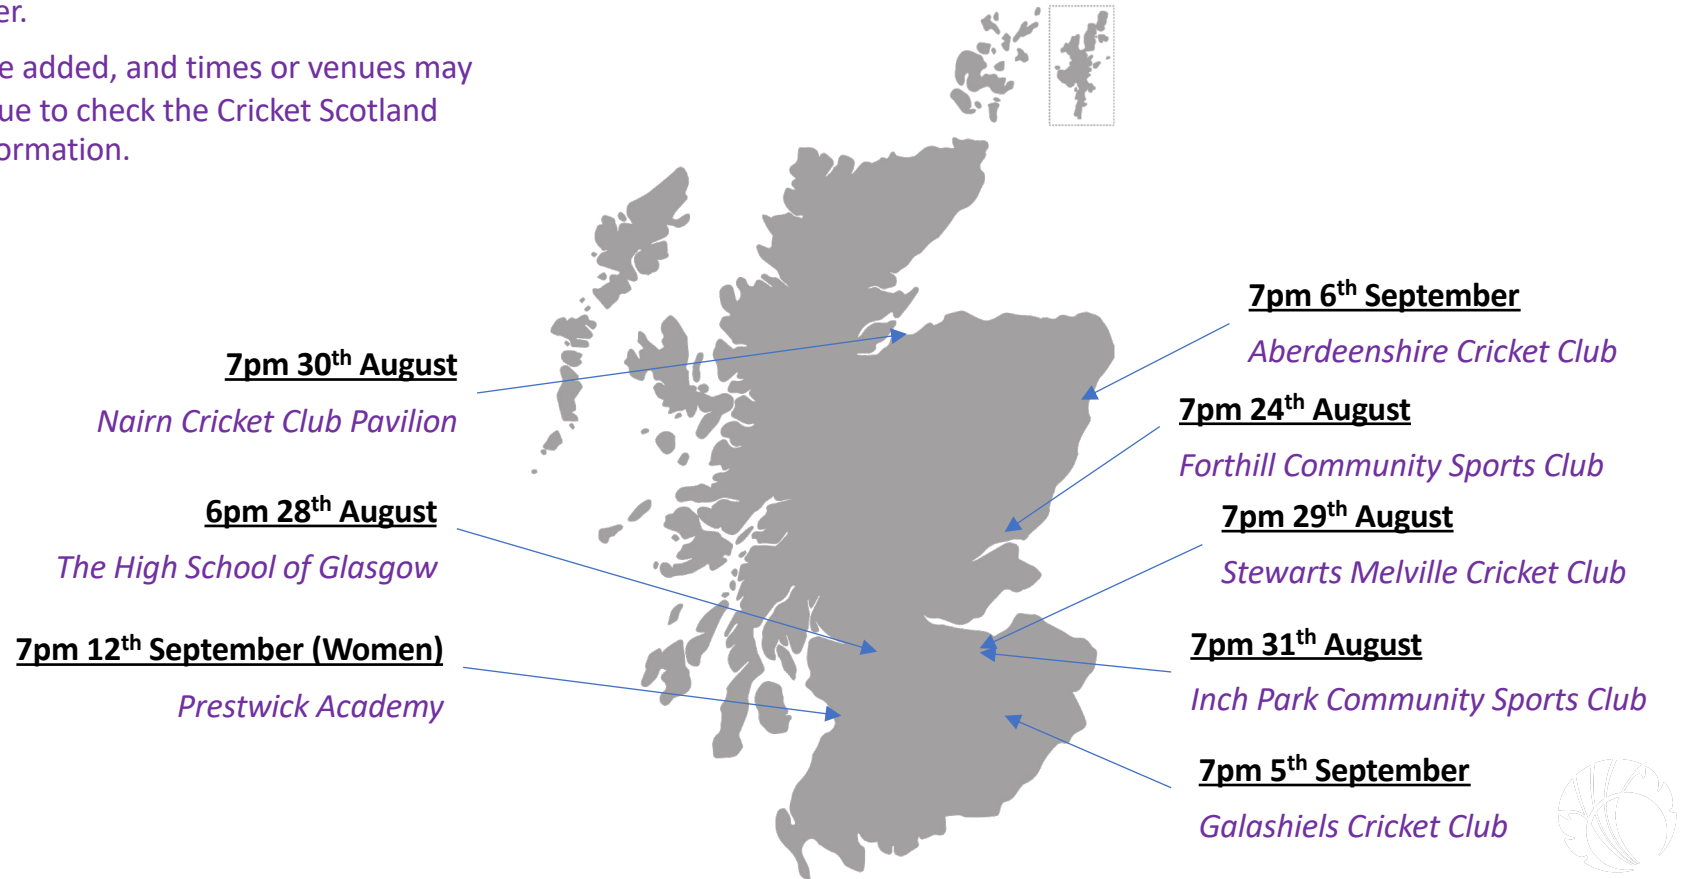 er.
e added, and times or venues may
ue to check the Cricket Scotland
ormation.
7pm 6th September
Aberdeenshire Cricket Club
7pm 30th August
Nairn Cricket Club Pavilion
7pm 24th August
Forthill Community Sports Club
6pm 28th August
The High School of Glasgow
7pm 29th August
Stewarts Melville Cricket Club
7pm 12th September (Women)
Prestwick Academy
7pm 31th August
Inch Park Community Sports Club
7pm 5th September
Galashiels Cricket Club